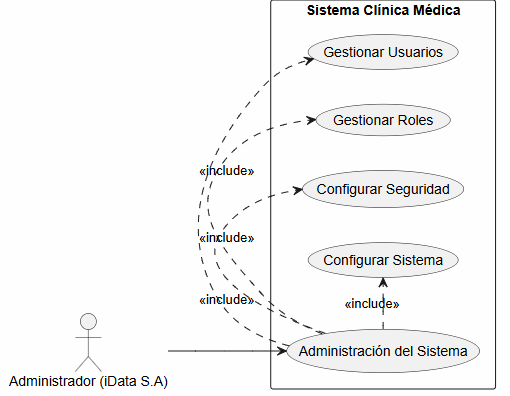 Sistema Clínica Médica
Gestionar Usuarios
Gestionar Roles
«include»
Configurar Seguridad
«include»
Configurar Sistema
«include»
«include»
Administración del Sistema
Administrador (iData S.A)